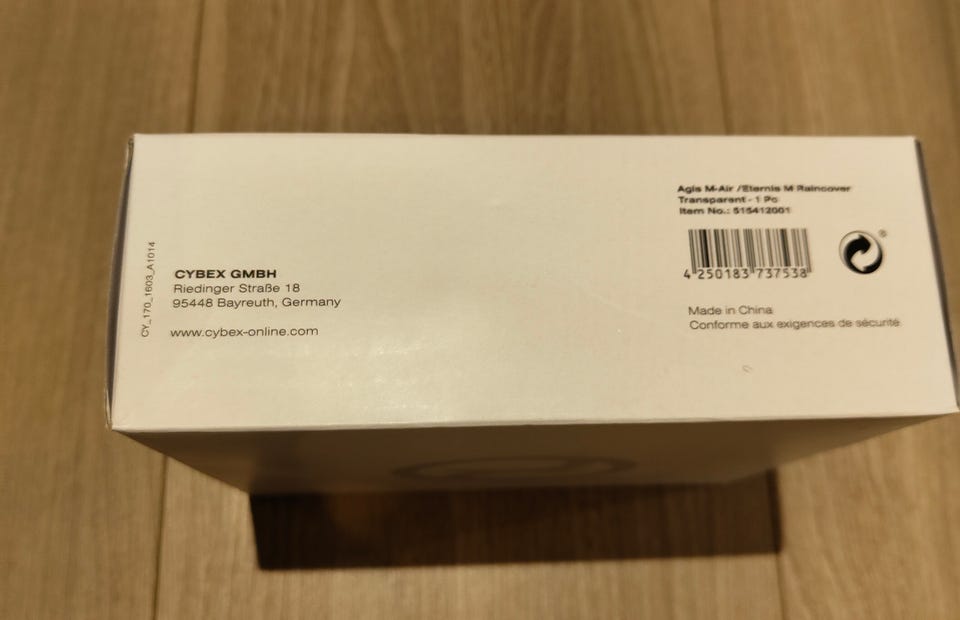 CY_170_1603_A1014
CYBEX GMBH
Riedinger Straße 18
95448 Bayreuth, Germany
www.cybex-online.com
Agis M-Air /Eternis M Raincover
Transparent - 1 Pc
Item No.: 515412001
4 250183 737538
Made in China
Conforme aux exigences de sécurité